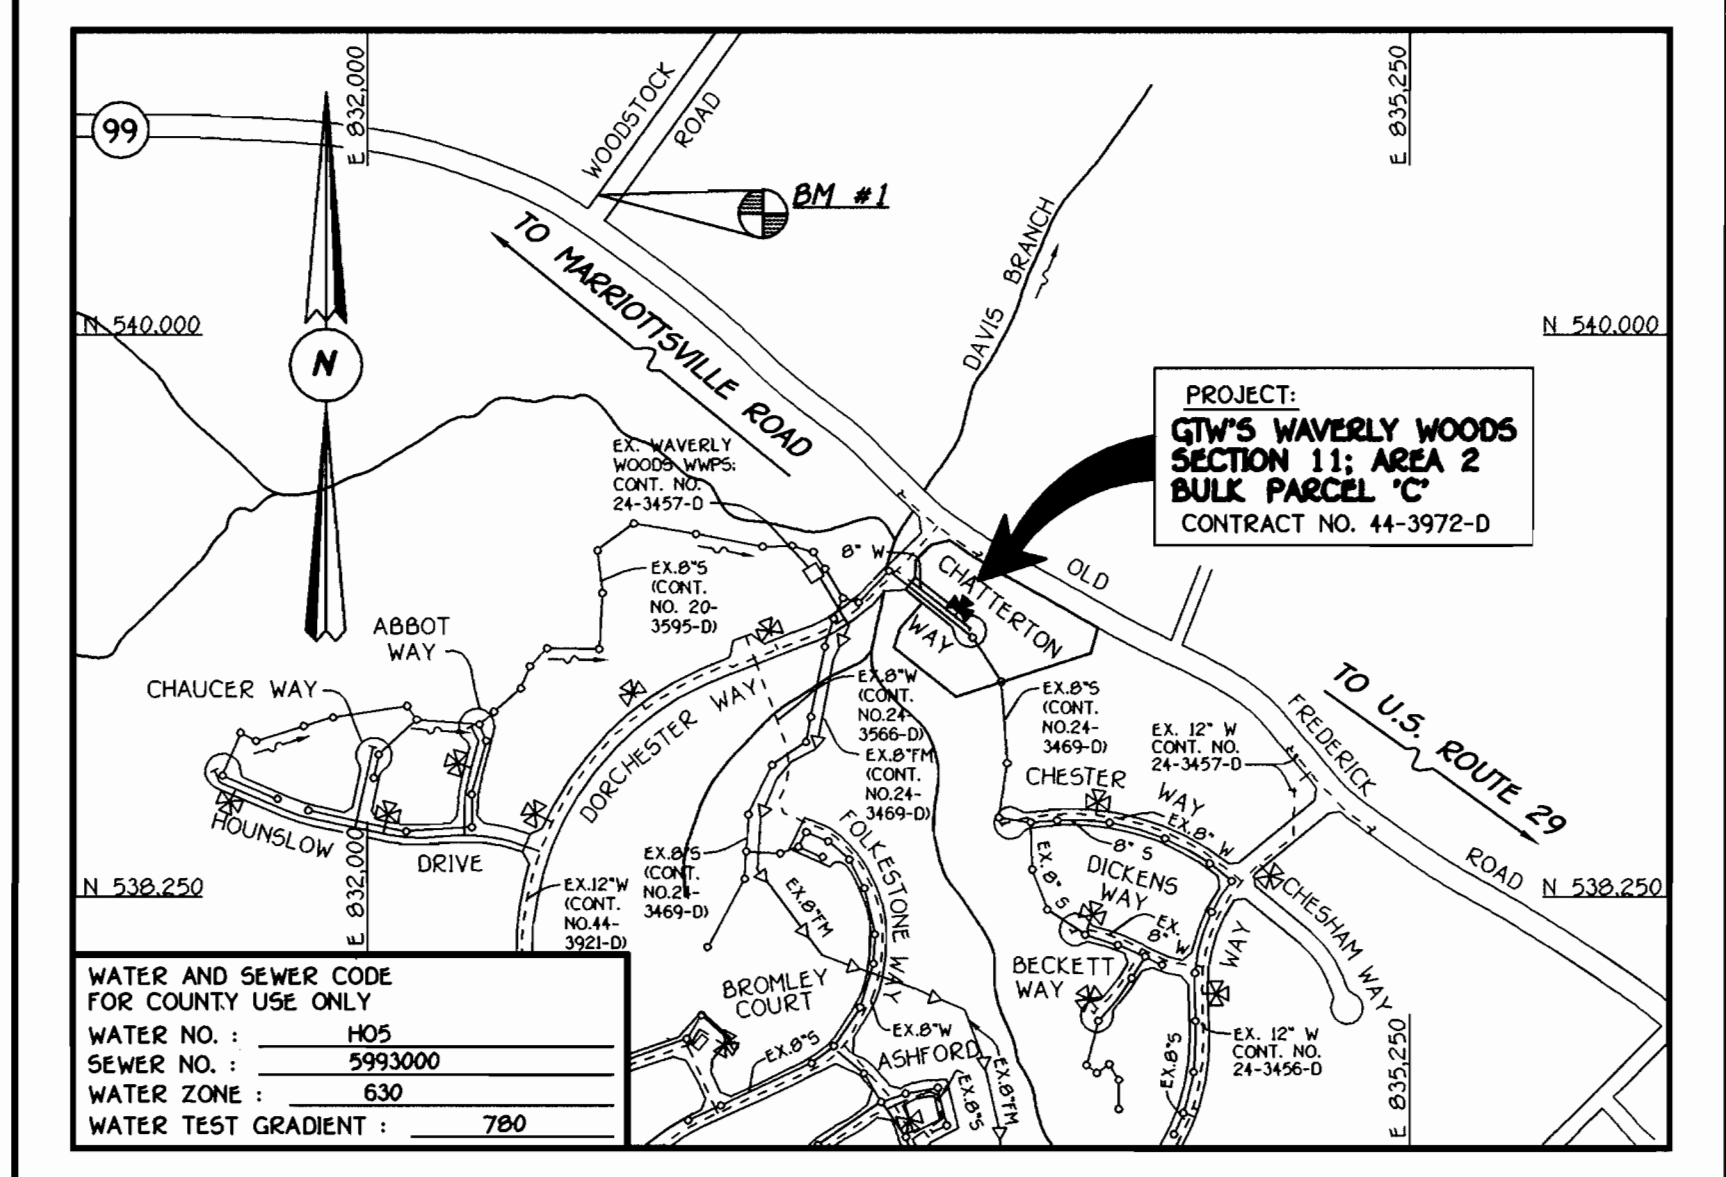 99
E 832,000
WOODSTOCK
ROAD
BM #1
E 835,250
TO MARRIOTTSVILLE ROAD
DAVIS BRANCH
N 540,000
N
N 540,000
PROJECT:
GTW'S WAVERLY WOODS
SECTION 11; AREA 2
BULK PARCEL 'C'
CONTRACT NO. 44-3972-D
EX. WAVERLY
WOODS WWPS:
CONT. NO.
24-3457-D
8" W
CHATTERTON
WAY
OLD
FREDERICK
ROAD
TO U.S. ROUTE 29
EX.8"S
(CONT.
NO. 20-
3595-D)
ABBOT
WAY
CHAUCER WAY
HOUNSLOW
DRIVE
DORCHESTER WAY
EX.8"W
(CONT.
NO.24-
3566-D)
EX.8"FM
(CONT.
NO.24-
3469-D)
EX.8"S
(CONT.
NO.24-
3469-D)
EX. 12" W
CONT. NO.
24-3457-D
CHESTER
WAY
EX.8" W
8" S
DICKENS
WAY
EX.8" S
EX.
8" W
CHESHAM WAY
WAY
BECKETT
WAY
FOLKESTONE WAY
EX.8"S
(CONT.
NO.24-
3469-D)
EX.12"W
(CONT.
NO.44-
3921-D)
EX.8"FM
BROMLEY
COURT
EX.8"S
EX.8"W
ASHFORD
EX.8"S
EX.8"FM
EX.8"S
EX. 12" W
CONT. NO.
24-3456-D
N 538,250
E 832,000
N 538,250
E 835,250
WATER AND SEWER CODE
FOR COUNTY USE ONLY
WATER NO. : HO5
SEWER NO. : 5993000
WATER ZONE : 630
WATER TEST GRADIENT : 780